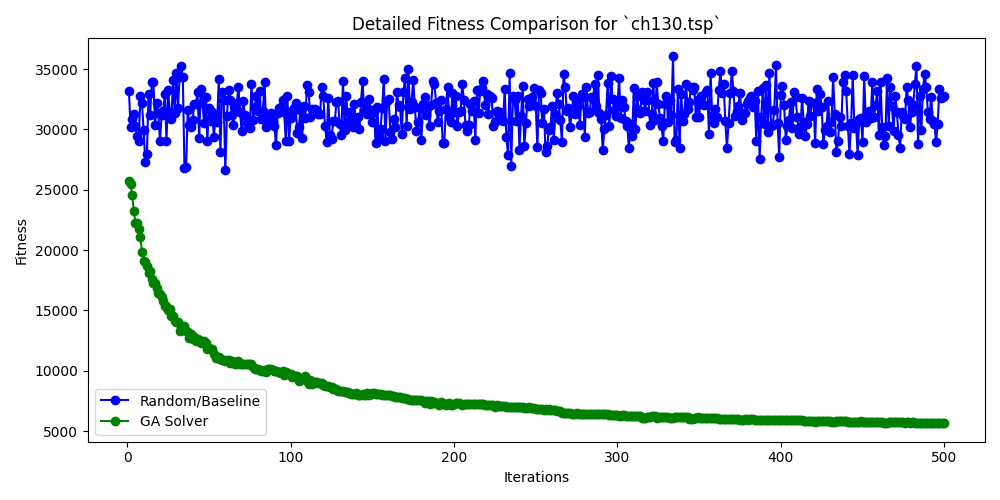 Detailed Fitness Comparison for `ch130.tsp`
Fitness
35000
30000
25000
20000
15000
10000
5000
Random/Baseline
GA Solver
0 100 200 300 400 500
Iterations